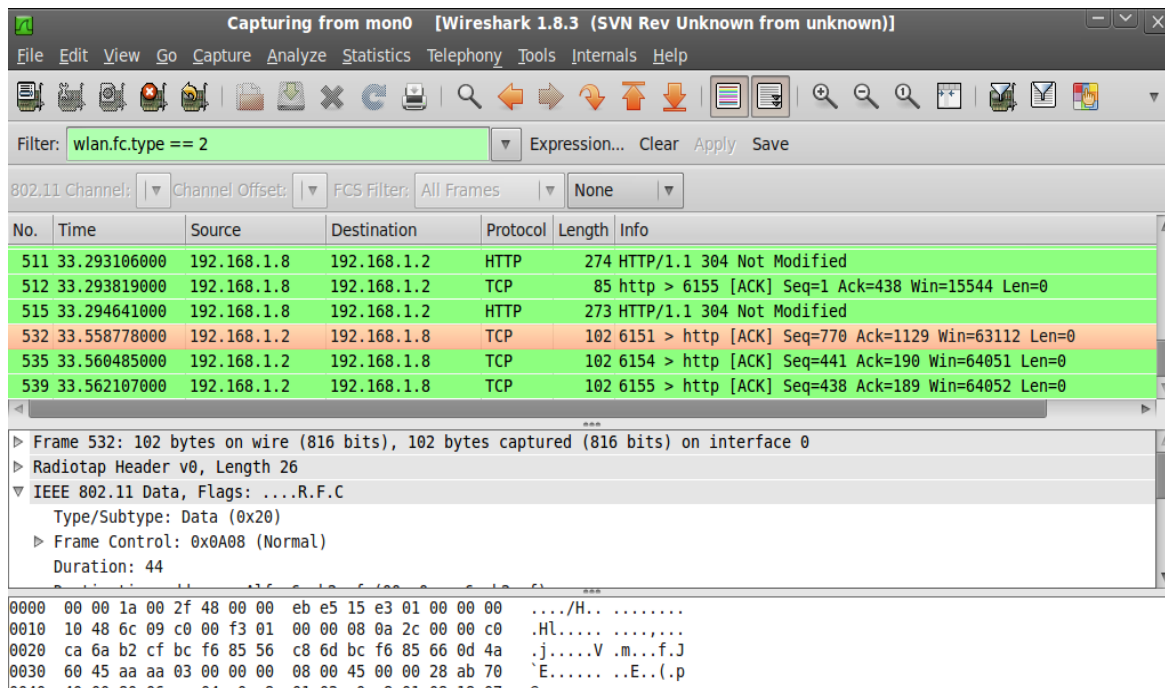 Capturing from mon0 [Wireshark 1.8.3 (SVN Rev Unknown from unknown)]
File Edit View Go Capture Analyze Statistics Telephony Tools Internals Help
Filter: wlan.fc.type == 2 Expression... Clear Apply Save
802.11 Channel: Channel Offset: FCS Filter: All Frames None
No. Time Source Destination Protocol Length Info
511 33.293106000 192.168.1.8 192.168.1.2 HTTP 274 HTTP/1.1 304 Not Modified
512 33.293819000 192.168.1.8 192.168.1.2 TCP 85 http > 6155 [ACK] Seq=1 Ack=438 Win=15544 Len=0
515 33.294641000 192.168.1.8 192.168.1.2 HTTP 273 HTTP/1.1 304 Not Modified
532 33.558778000 192.168.1.2 192.168.1.8 TCP 102 6151 > http [ACK] Seq=770 Ack=1129 Win=63112 Len=0
535 33.560485000 192.168.1.2 192.168.1.8 TCP 102 6154 > http [ACK] Seq=441 Ack=190 Win=64051 Len=0
539 33.562107000 192.168.1.2 192.168.1.8 TCP 102 6155 > http [ACK] Seq=438 Ack=189 Win=64052 Len=0
Frame 532: 102 bytes on wire (816 bits), 102 bytes captured (816 bits) on interface 0
Radiotap Header v0, Length 26
IEEE 802.11 Data, Flags: ....R.F.C
Type/Subtype: Data (0x20)
Frame Control: 0x0A08 (Normal)
Duration: 44
0000 00 00 1a 00 2f 48 00 00 eb e5 15 e3 01 00 00 00 ..../H.. ........
0010 10 48 6c 09 c0 00 f3 01 00 00 08 0a 2c 00 00 c0 .Hl..... ....,...
0020 ca 6a b2 cf bc f6 85 56 c8 6d bc f6 85 66 0d 4a .j.....V .m...f.J
0030 60 45 aa aa 03 00 00 00 08 00 45 00 00 28 ab 70 `E...... ..E..(.p